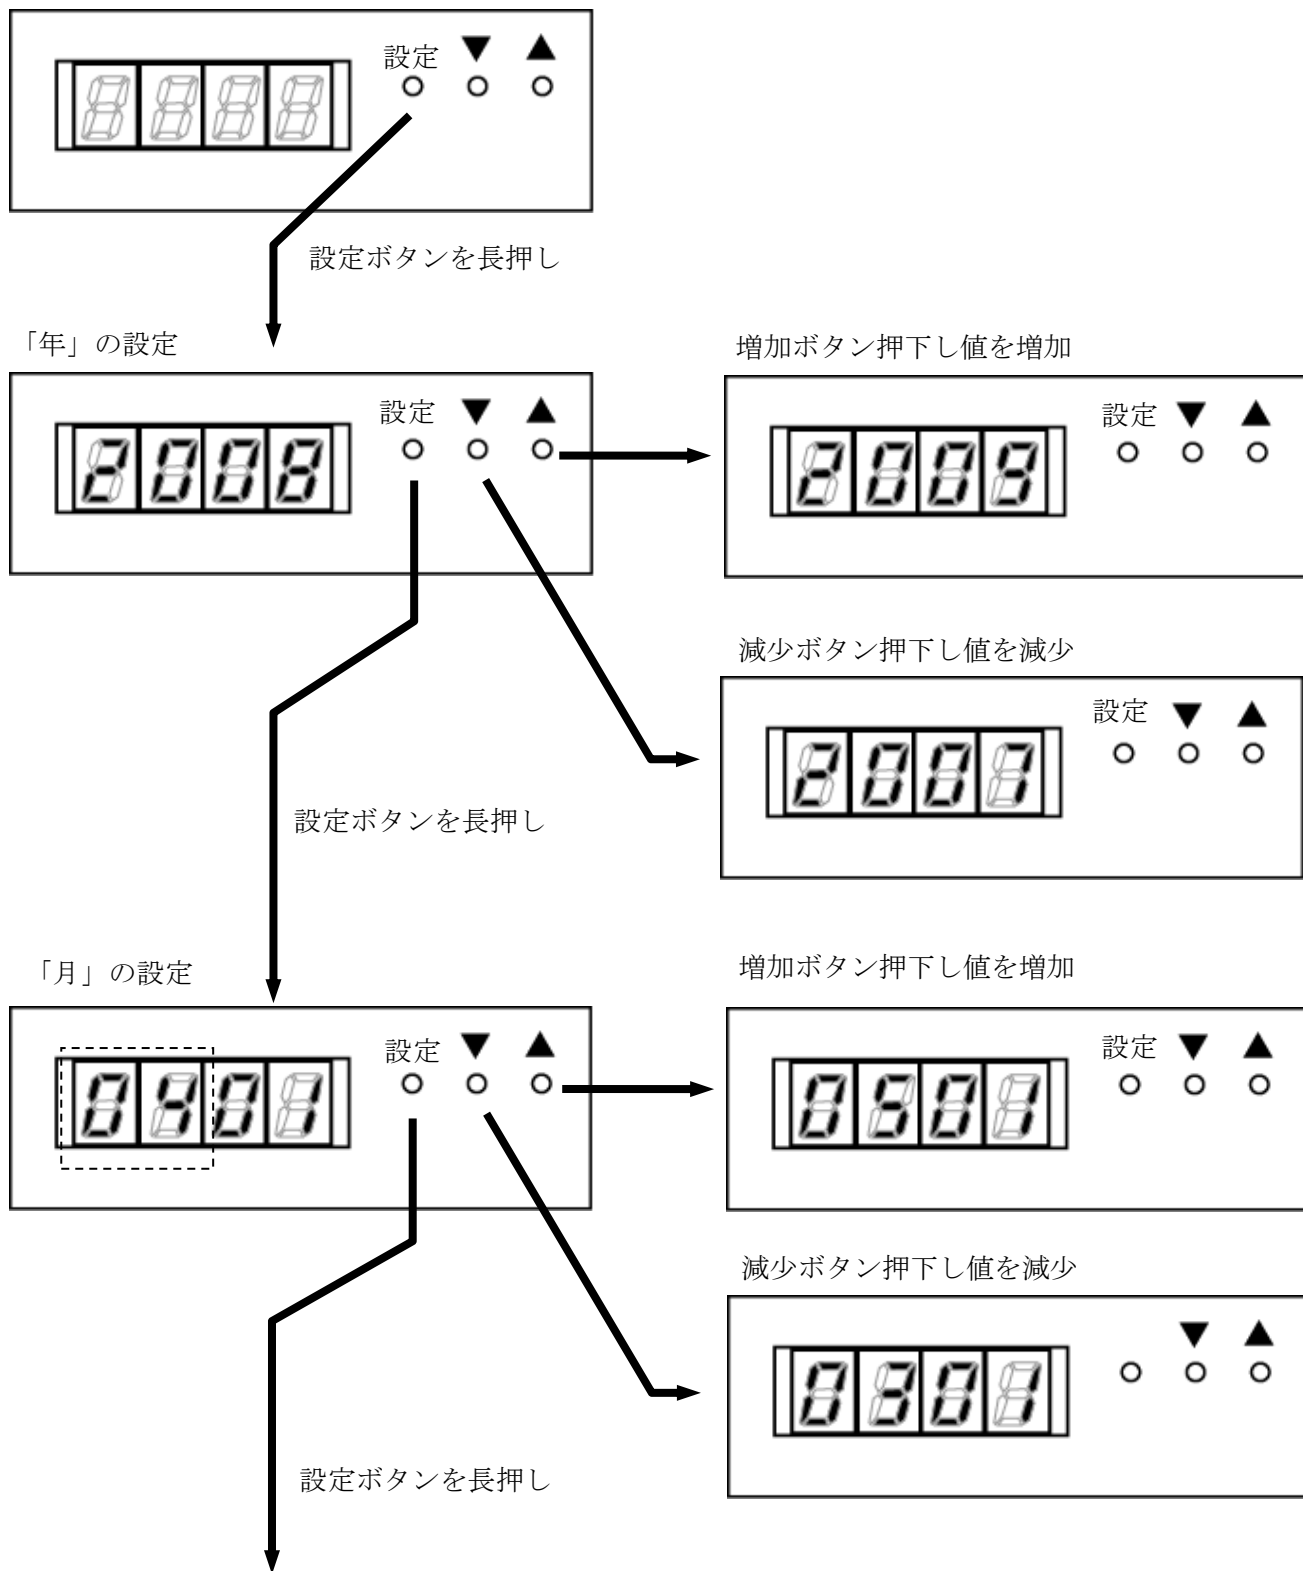 設定 ▼ ▲
設定ボタンを長押し
「年」の設定
2008
設定 ▼ ▲
増加ボタン押下し値を増加
2009
設定 ▼ ▲
減少ボタン押下し値を減少
2007
設定 ▼ ▲
設定ボタンを長押し
「月」の設定
0401
設定 ▼ ▲
増加ボタン押下し値を増加
0501
設定 ▼ ▲
減少ボタン押下し値を減少
0301
▼ ▲
設定ボタンを長押し